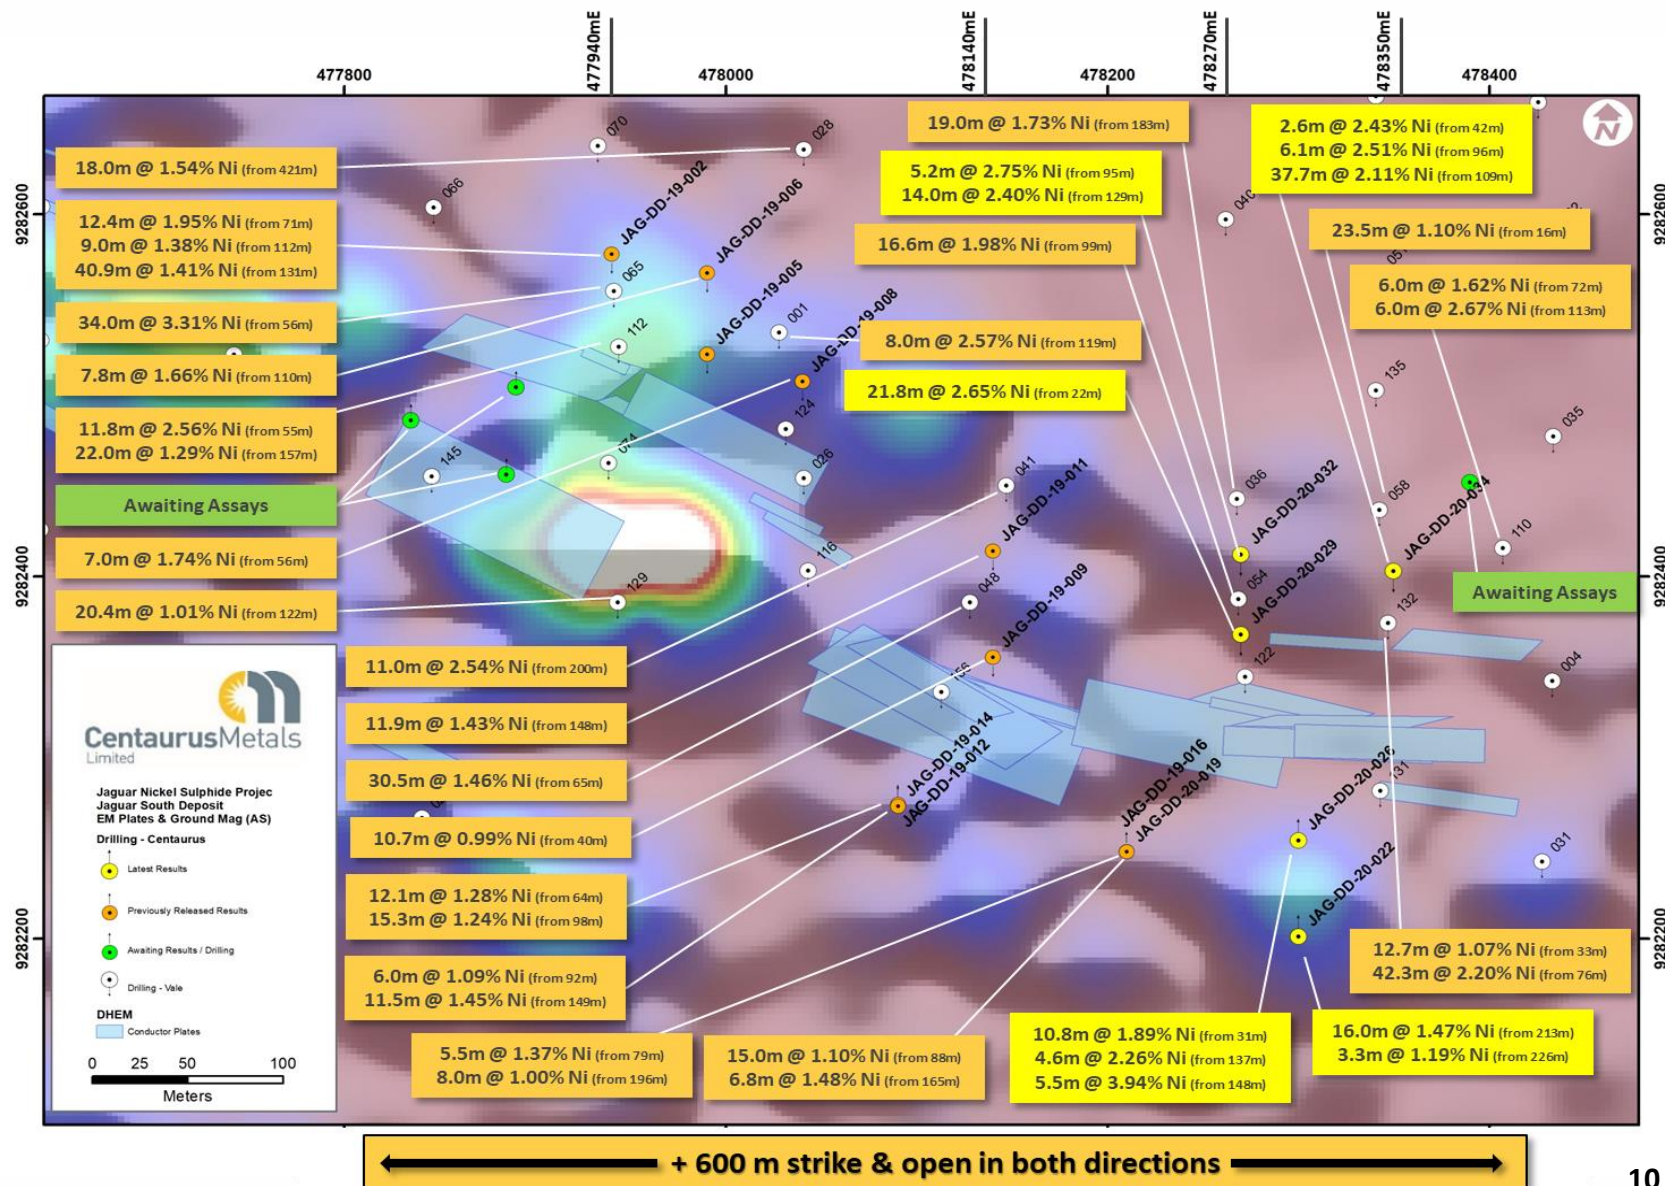 477940mE
478140mE
478270mE
478350mE
477800
478000
478200
478400
9282600
9282400
9282200
9282600
9282400
9282200
N
070
028
066
JAG-DD-19-002
JAG-DD-19-006
065
JAG-DD-19-005
112
001
JAG-DD-19-008
124
026
074
145
129
116
041
JAG-DD-19-011
048
JAG-DD-19-009
156
JAG-DD-19-014
JAG-DD-19-012
JAG-DD-19-016
JAG-DD-20-019
040
036
JAG-DD-20-032
054
JAG-DD-20-029
122
135
035
058
JAG-DD-20-034
110
132
004
131
JAG-DD-20-026
JAG-DD-20-022
031
18.0m @ 1.54% Ni (from 421m)
12.4m @ 1.95% Ni (from 71m)
9.0m @ 1.38% Ni (from 112m)
40.9m @ 1.41% Ni (from 131m)
34.0m @ 3.31% Ni (from 56m)
7.8m @ 1.66% Ni (from 110m)
11.8m @ 2.56% Ni (from 55m)
22.0m @ 1.29% Ni (from 157m)
Awaiting Assays
7.0m @ 1.74% Ni (from 56m)
20.4m @ 1.01% Ni (from 122m)
19.0m @ 1.73% Ni (from 183m)
5.2m @ 2.75% Ni (from 95m)
14.0m @ 2.40% Ni (from 129m)
16.6m @ 1.98% Ni (from 99m)
8.0m @ 2.57% Ni (from 119m)
21.8m @ 2.65% Ni (from 22m)
2.6m @ 2.43% Ni (from 42m)
6.1m @ 2.51% Ni (from 96m)
37.7m @ 2.11% Ni (from 109m)
23.5m @ 1.10% Ni (from 16m)
6.0m @ 1.62% Ni (from 72m)
6.0m @ 2.67% Ni (from 113m)
Awaiting Assays
11.0m @ 2.54% Ni (from 200m)
11.9m @ 1.43% Ni (from 148m)
30.5m @ 1.46% Ni (from 65m)
10.7m @ 0.99% Ni (from 40m)
12.1m @ 1.28% Ni (from 64m)
15.3m @ 1.24% Ni (from 98m)
6.0m @ 1.09% Ni (from 92m)
11.5m @ 1.45% Ni (from 149m)
5.5m @ 1.37% Ni (from 79m)
8.0m @ 1.00% Ni (from 196m)
15.0m @ 1.10% Ni (from 88m)
6.8m @ 1.48% Ni (from 165m)
10.8m @ 1.89% Ni (from 31m)
4.6m @ 2.26% Ni (from 137m)
5.5m @ 3.94% Ni (from 148m)
12.7m @ 1.07% Ni (from 33m)
42.3m @ 2.20% Ni (from 76m)
16.0m @ 1.47% Ni (from 213m)
3.3m @ 1.19% Ni (from 226m)
CentaurusMetals
Limited
Jaguar Nickel Sulphide Projec
Jaguar South Deposit
EM Plates & Ground Mag (AS)
Drilling - Centaurus
Latest Results
Previously Released Results
Awaiting Results / Drilling
Drilling - Vale
DHEM
Conductor Plates
0 25 50 100
Meters
+ 600 m strike & open in both directions
10